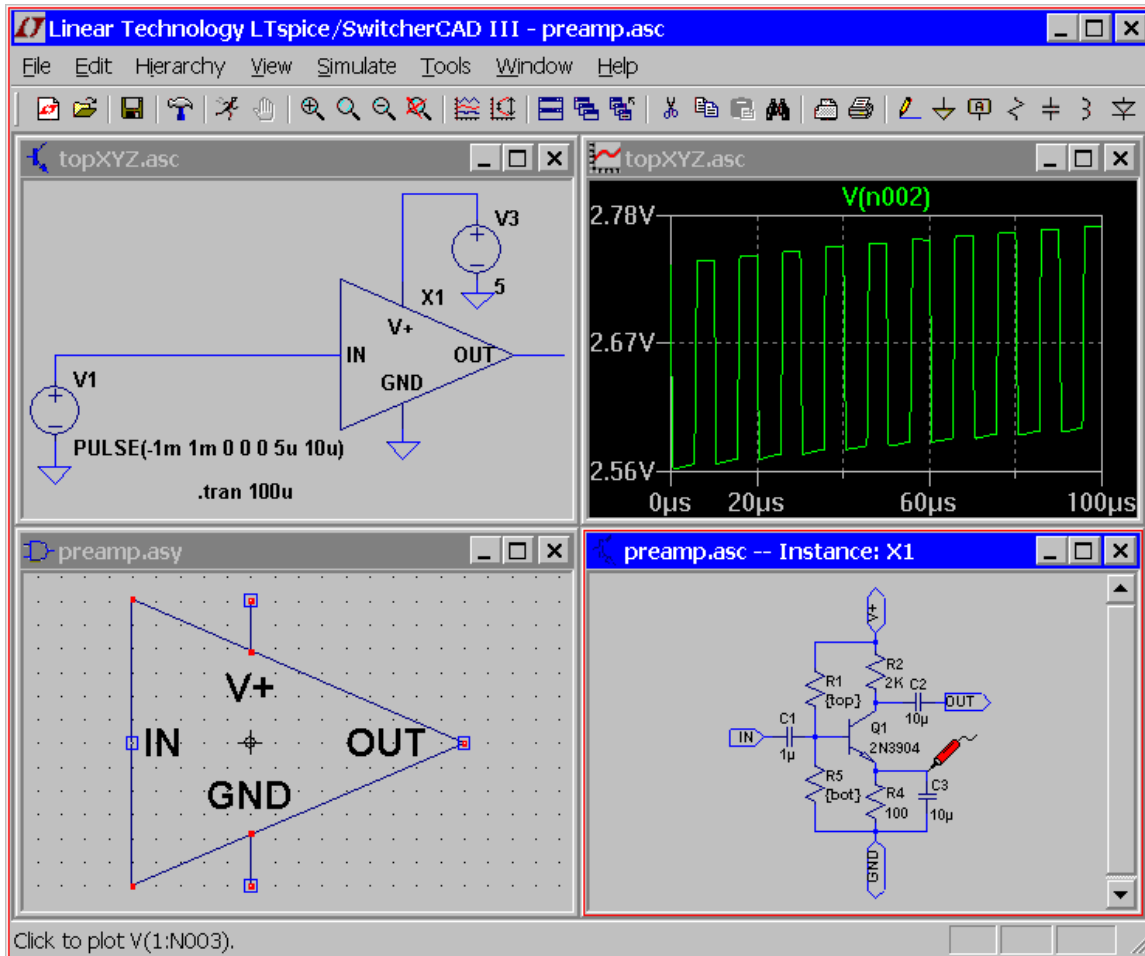 Linear Technology LTspice/SwitcherCAD III - preamp.asc
File Edit Hierarchy View Simulate Tools Window Help
topXYZ.asc
V3
5
X1
V+
IN
OUT
GND
V1
PULSE(-1m 1m 0 0 0 5u 10u)
.tran 100u
topXYZ.asc
V(n002)
2.78V
2.67V
2.56V
0µs 20µs 60µs 100µs
preamp.asy
V+
IN
OUT
GND
preamp.asc -- Instance: X1
V+
R1
{top}
R2
2K
C2
10µ
OUT
C1
1µ
IN
Q1
2N3904
R5
{bot}
R4
100
C3
10µ
GND
Click to plot V(1:N003).